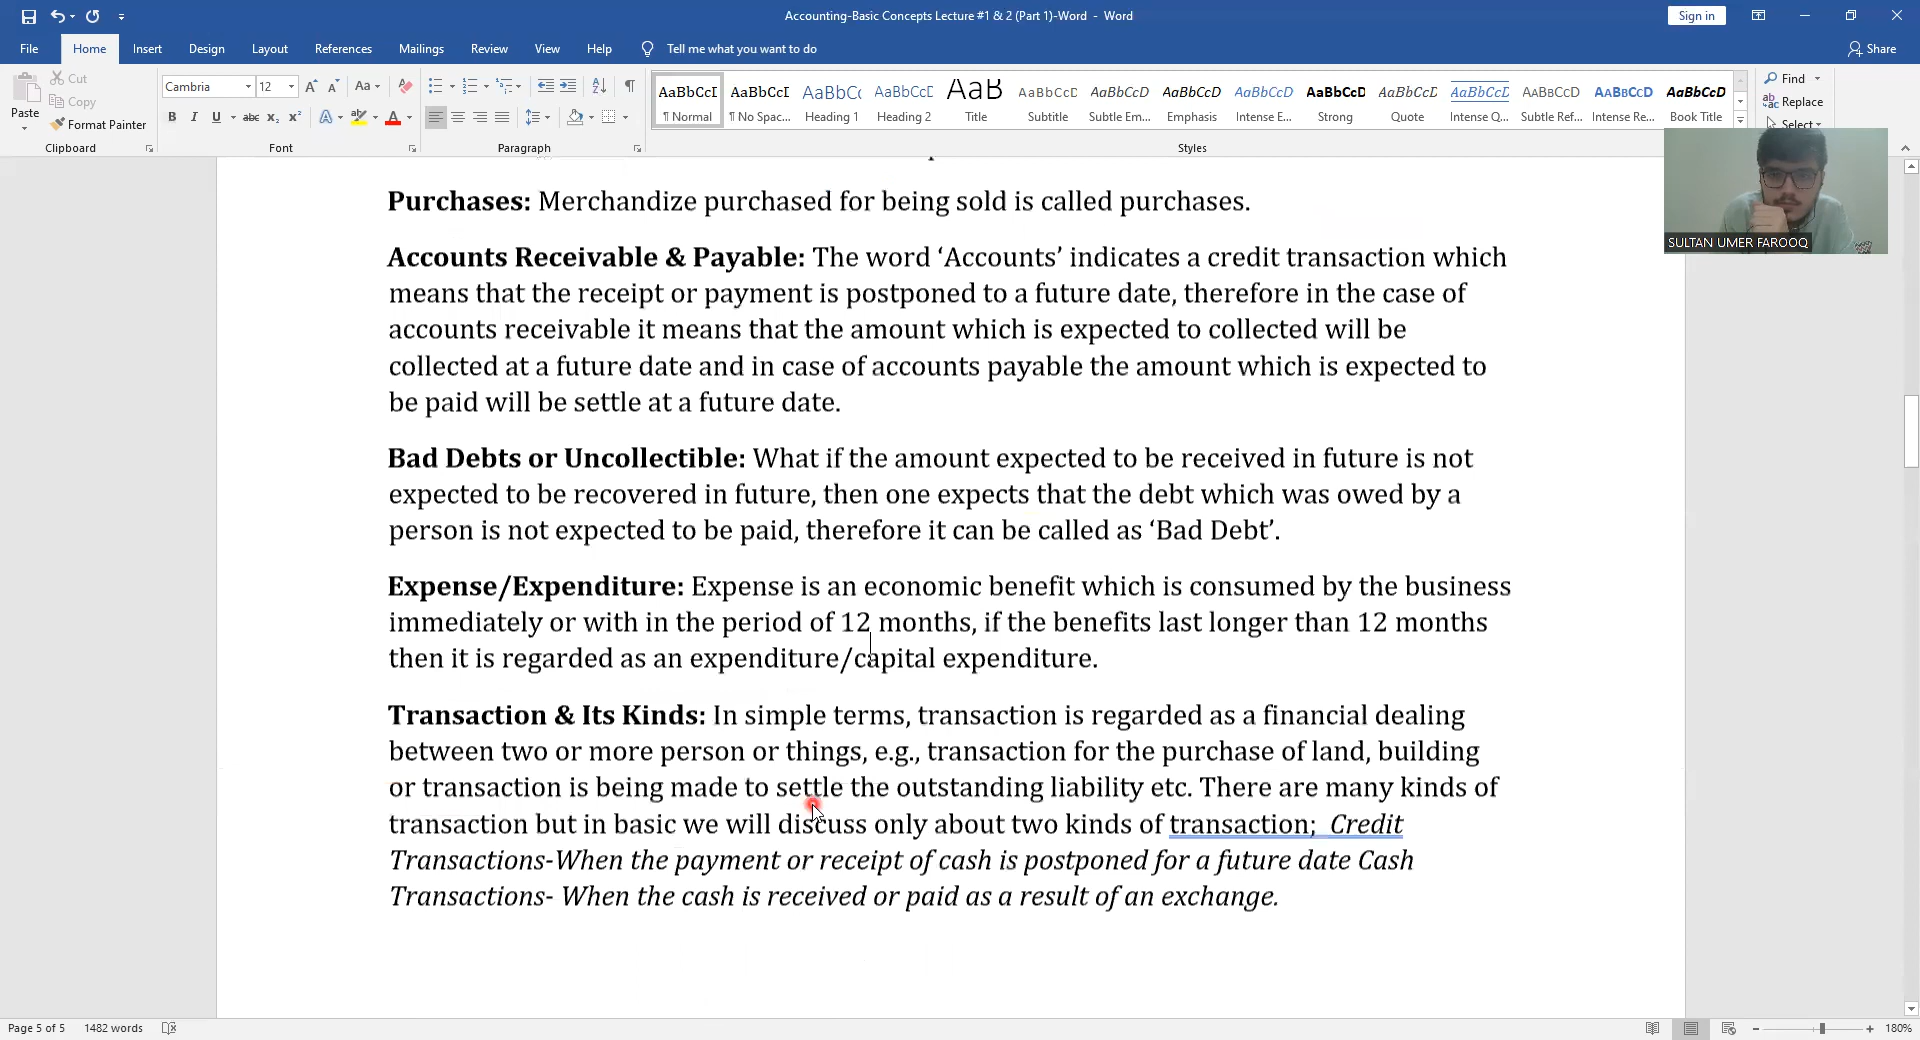 Accounting-Basic Concepts Lecture #1 & 2 (Part 1)-Word - Word
Sign in
File Home Insert Design Layout References Mailings Review View Help Tell me what you want to do
Share
Paste
Cut
Copy
Format Painter
Clipboard
Cambria 12
Font
Paragraph
AaBbCcI AaBbCcI AaBbCc AaBbCcD AaB AaBbCcD AaBbCcD AaBbCcD AaBbCcD AaBbCcD AaBbCcD AaBbCcD AABBCCD AABBCCD AaBbCcD
¶ Normal ¶ No Spac... Heading 1 Heading 2 Title Subtitle Subtle Em... Emphasis Intense E... Strong Quote Intense Q... Subtle Ref... Intense Re... Book Title
Styles
Find
Replace
Select
SULTAN UMER FAROOQ
Purchases: Merchandize purchased for being sold is called purchases.
Accounts Receivable & Payable: The word ‘Accounts’ indicates a credit transaction which
means that the receipt or payment is postponed to a future date, therefore in the case of
accounts receivable it means that the amount which is expected to collected will be
collected at a future date and in case of accounts payable the amount which is expected to
be paid will be settle at a future date.
Bad Debts or Uncollectible: What if the amount expected to be received in future is not
expected to be recovered in future, then one expects that the debt which was owed by a
person is not expected to be paid, therefore it can be called as ‘Bad Debt’.
Expense/Expenditure: Expense is an economic benefit which is consumed by the business
immediately or with in the period of 12 months, if the benefits last longer than 12 months
then it is regarded as an expenditure/capital expenditure.
Transaction & Its Kinds: In simple terms, transaction is regarded as a financial dealing
between two or more person or things, e.g., transaction for the purchase of land, building
or transaction is being made to settle the outstanding liability etc. There are many kinds of
transaction but in basic we will discuss only about two kinds of transaction; Credit
Transactions-When the payment or receipt of cash is postponed for a future date Cash
Transactions- When the cash is received or paid as a result of an exchange.
Page 5 of 5 1482 words
180%